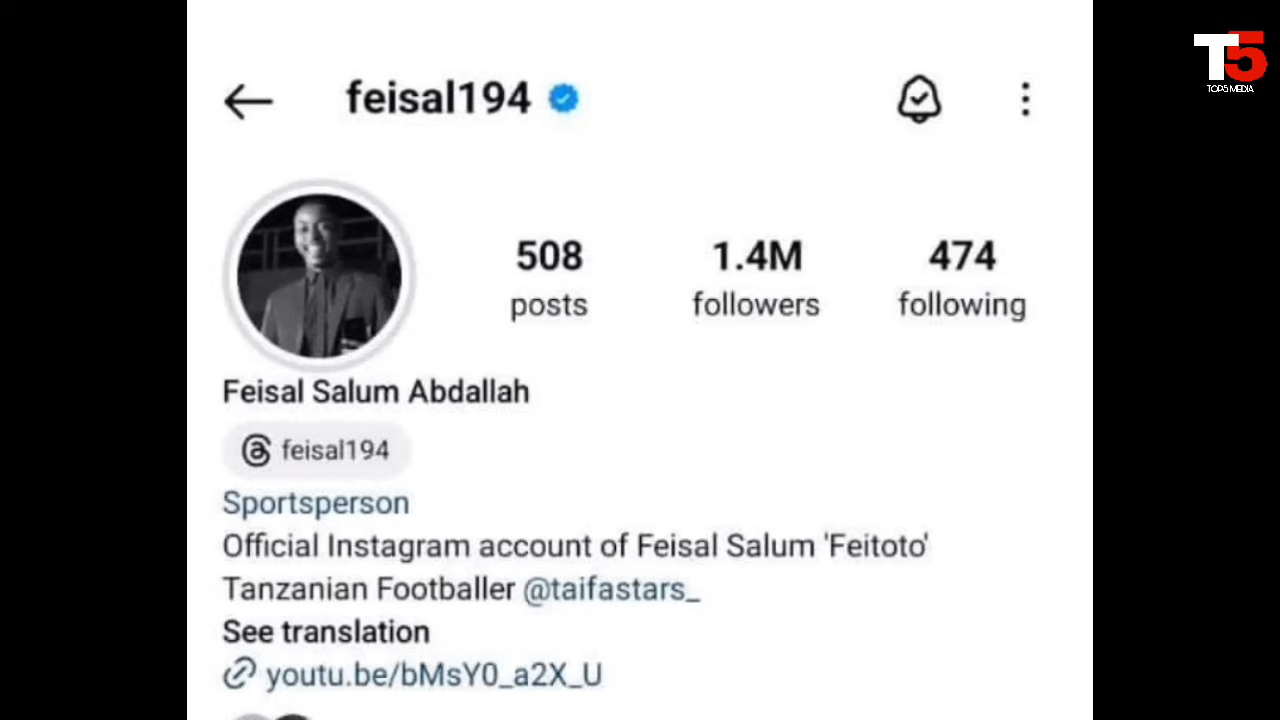 feisal194
T5
TOP5 MEDIA
508 1.4M 474
posts followers following
Feisal Salum Abdallah
feisal194
Sportsperson
Official Instagram account of Feisal Salum 'Feitoto'
Tanzanian Footballer @taifastars_
See translation
youtu.be/bMsY0_a2X_U